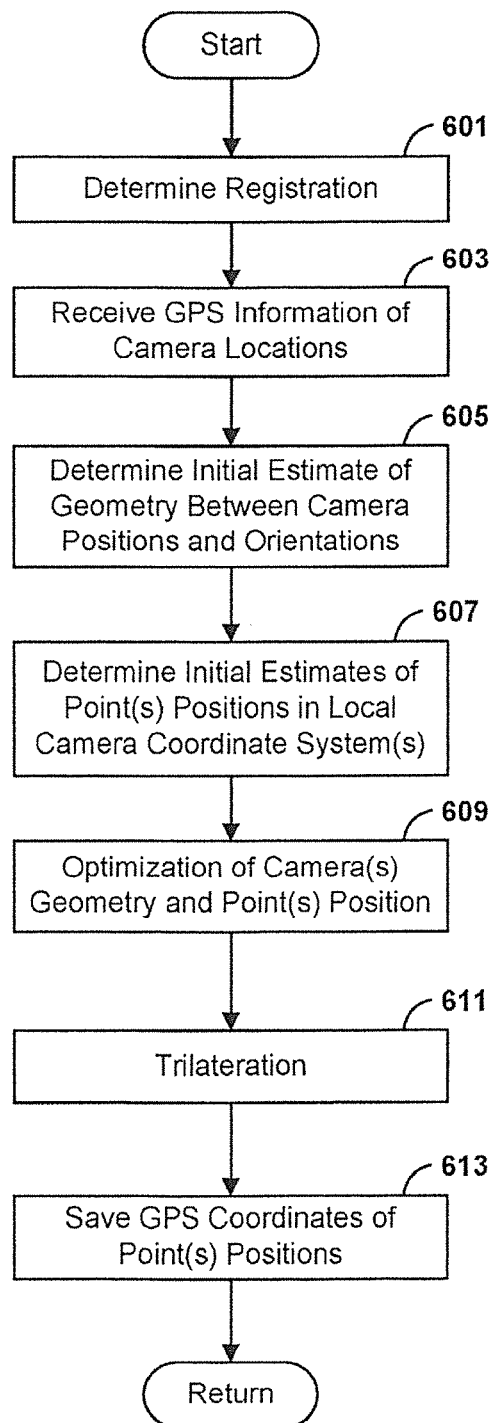 Start
601
Determine Registration
603
Receive GPS Information of
Camera Locations
605
Determine Initial Estimate of
Geometry Between Camera
Positions and Orientations
607
Determine Initial Estimates of
Point(s) Positions in Local
Camera Coordinate System(s)
609
Optimization of Camera(s)
Geometry and Point(s) Position
611
Trilateration
613
Save GPS Coordinates of
Point(s) Positions
Return